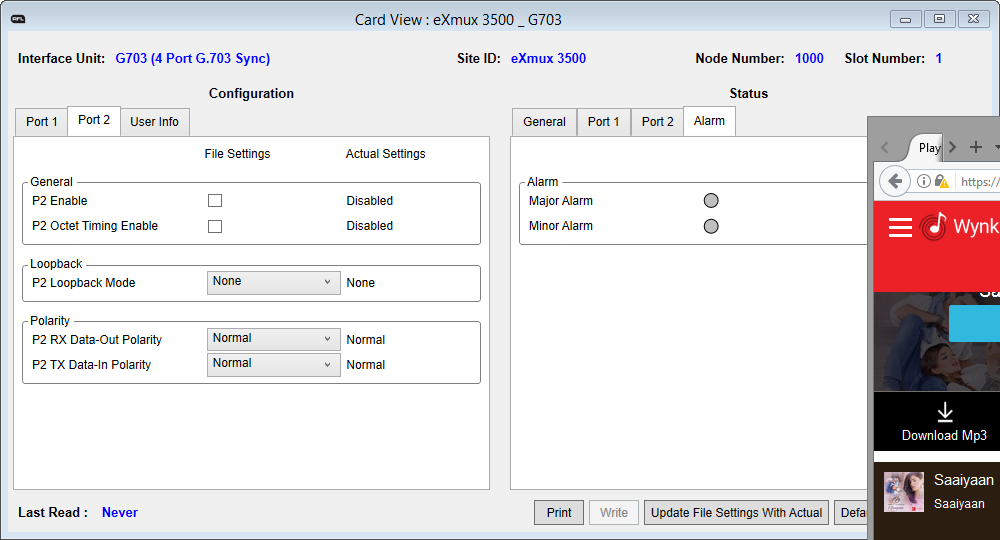 RFL
Card View : eXmux 3500 _ G703
Interface Unit: G703 (4 Port G.703 Sync) Site ID: eXmux 3500 Node Number: 1000 Slot Number: 1
Configuration
Status
Port 1 Port 2 User Info
General Port 1 Port 2 Alarm
File Settings Actual Settings
General
P2 Enable Disabled
P2 Octet Timing Enable Disabled
Loopback
P2 Loopback Mode None None
Polarity
P2 RX Data-Out Polarity Normal Normal
P2 TX Data-In Polarity Normal Normal
Alarm
Major Alarm
Minor Alarm
Last Read : Never
Print Write Update File Settings With Actual Defa
Play
https://
Wynk
Sa
Download Mp3
Saaiyaan
Saaiyaan